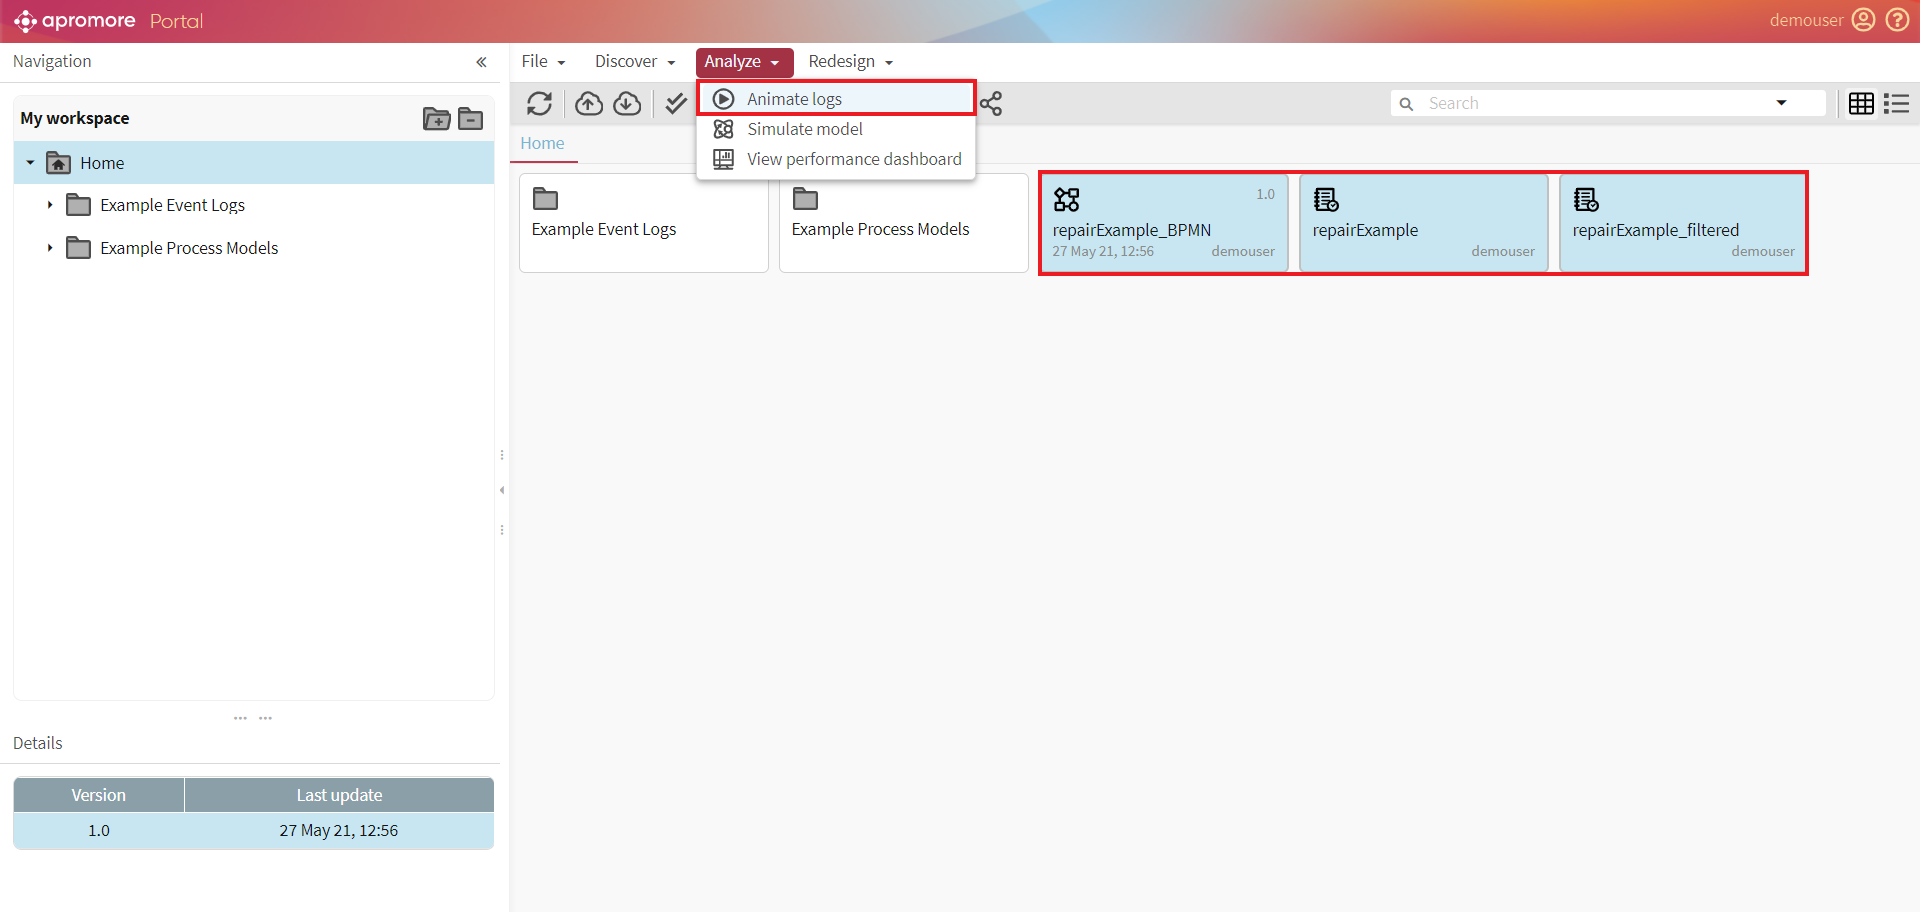 apromore Portal
demouser
Navigation
File
Discover
Analyze
Redesign
My workspace
Home
Example Event Logs
Example Process Models
Animate logs
Simulate model
View performance dashboard
Search
Home
Example Event Logs
Example Process Models
1.0
repairExample_BPMN
27 May 21, 12:56 demouser
repairExample
demouser
repairExample_filtered
demouser
Details
Version Last update
1.0 27 May 21, 12:56